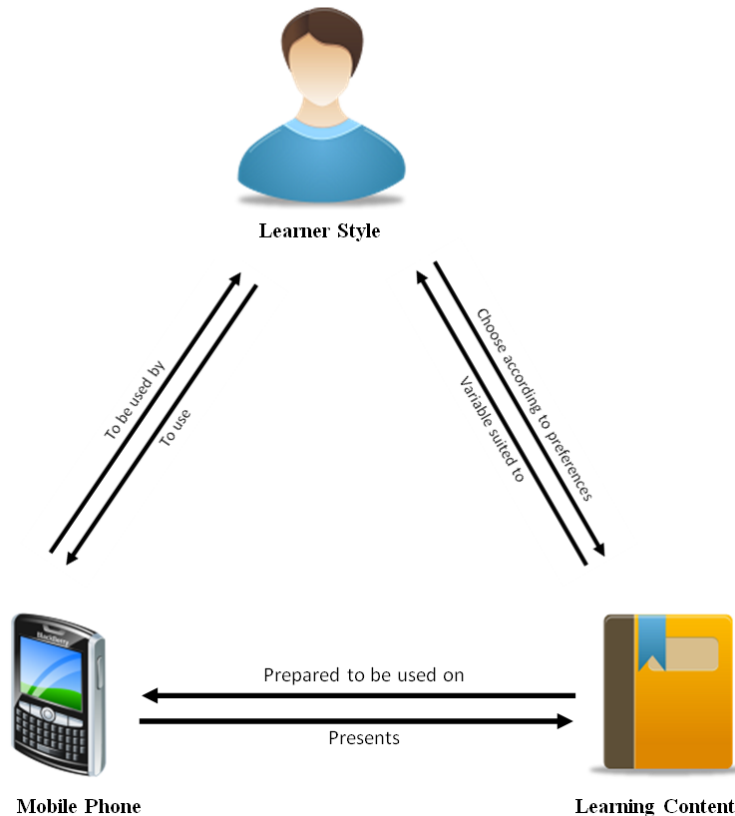 Learner Style
To be used by
To use
Choose according to preferences
Variable suited to
BlackBerry
Prepared to be used on
Presents
Mobile Phone
Learning Content